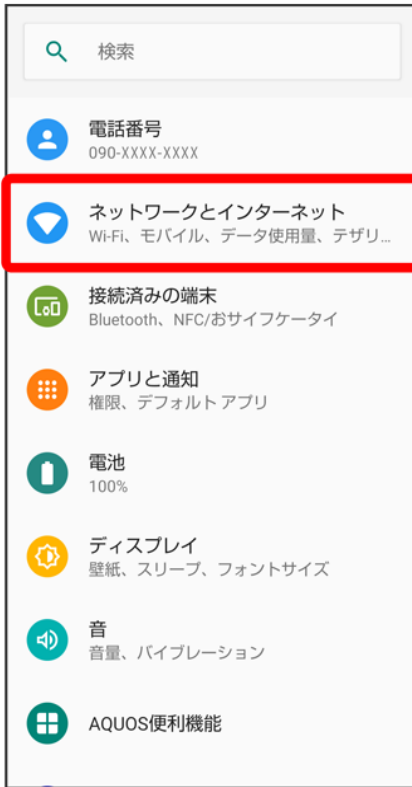 検索
電話番号
090-XXXX-XXXX
ネットワークとインターネット
Wi-Fi、モバイル、データ使用量、テザリ...
接続済みの端末
Bluetooth、NFC/おサイフケータイ
アプリと通知
権限、デフォルト アプリ
電池
100%
ディスプレイ
壁紙、スリープ、フォントサイズ
音
音量、バイブレーション
AQUOS便利機能